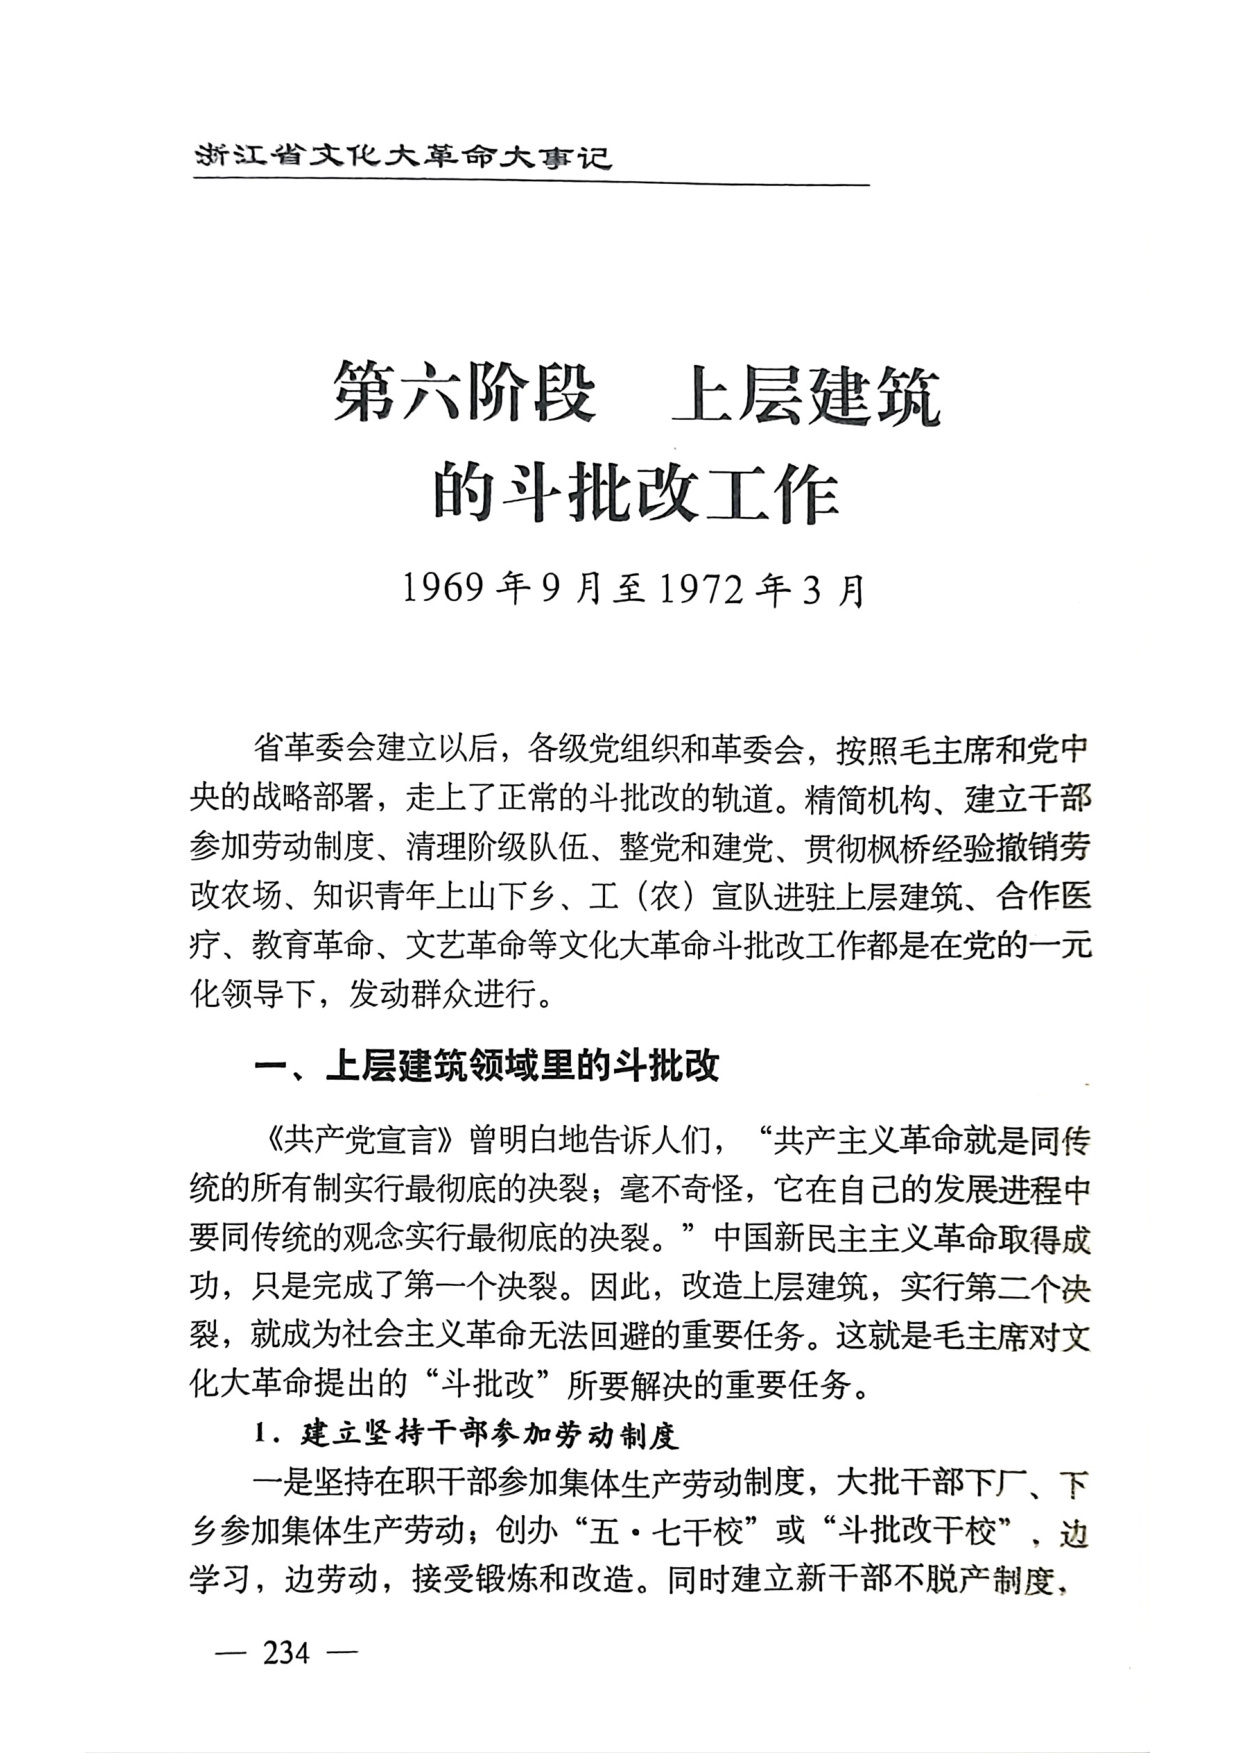 浙江省文化大革命大事记
第六阶段　上层建筑
的斗批改工作
1969 年 9 月至 1972 年 3 月
省革委会建立以后，各级党组织和革委会，按照毛主席和党中
央的战略部署，走上了正常的斗批改的轨道。精简机构、建立干部
参加劳动制度、清理阶级队伍、整党和建党、贯彻枫桥经验撤销劳
改农场、知识青年上山下乡、工（农）宣队进驻上层建筑、合作医
疗、教育革命、文艺革命等文化大革命斗批改工作都是在党的一元
化领导下，发动群众进行。
一、上层建筑领域里的斗批改
《共产党宣言》曾明白地告诉人们，“共产主义革命就是同传
统的所有制实行最彻底的决裂；毫不奇怪，它在自己的发展进程中
要同传统的观念实行最彻底的决裂。”中国新民主主义革命取得成
功，只是完成了第一个决裂。因此，改造上层建筑，实行第二个决
裂，就成为社会主义革命无法回避的重要任务。这就是毛主席对文
化大革命提出的“斗批改”所要解决的重要任务。
1. 建立坚持干部参加劳动制度
一是坚持在职干部参加集体生产劳动制度，大批干部下厂、下
乡参加集体生产劳动；创办“五·七干校”或“斗批改干校”，边
学习，边劳动，接受锻炼和改造。同时建立新干部不脱产制度，
— 234 —